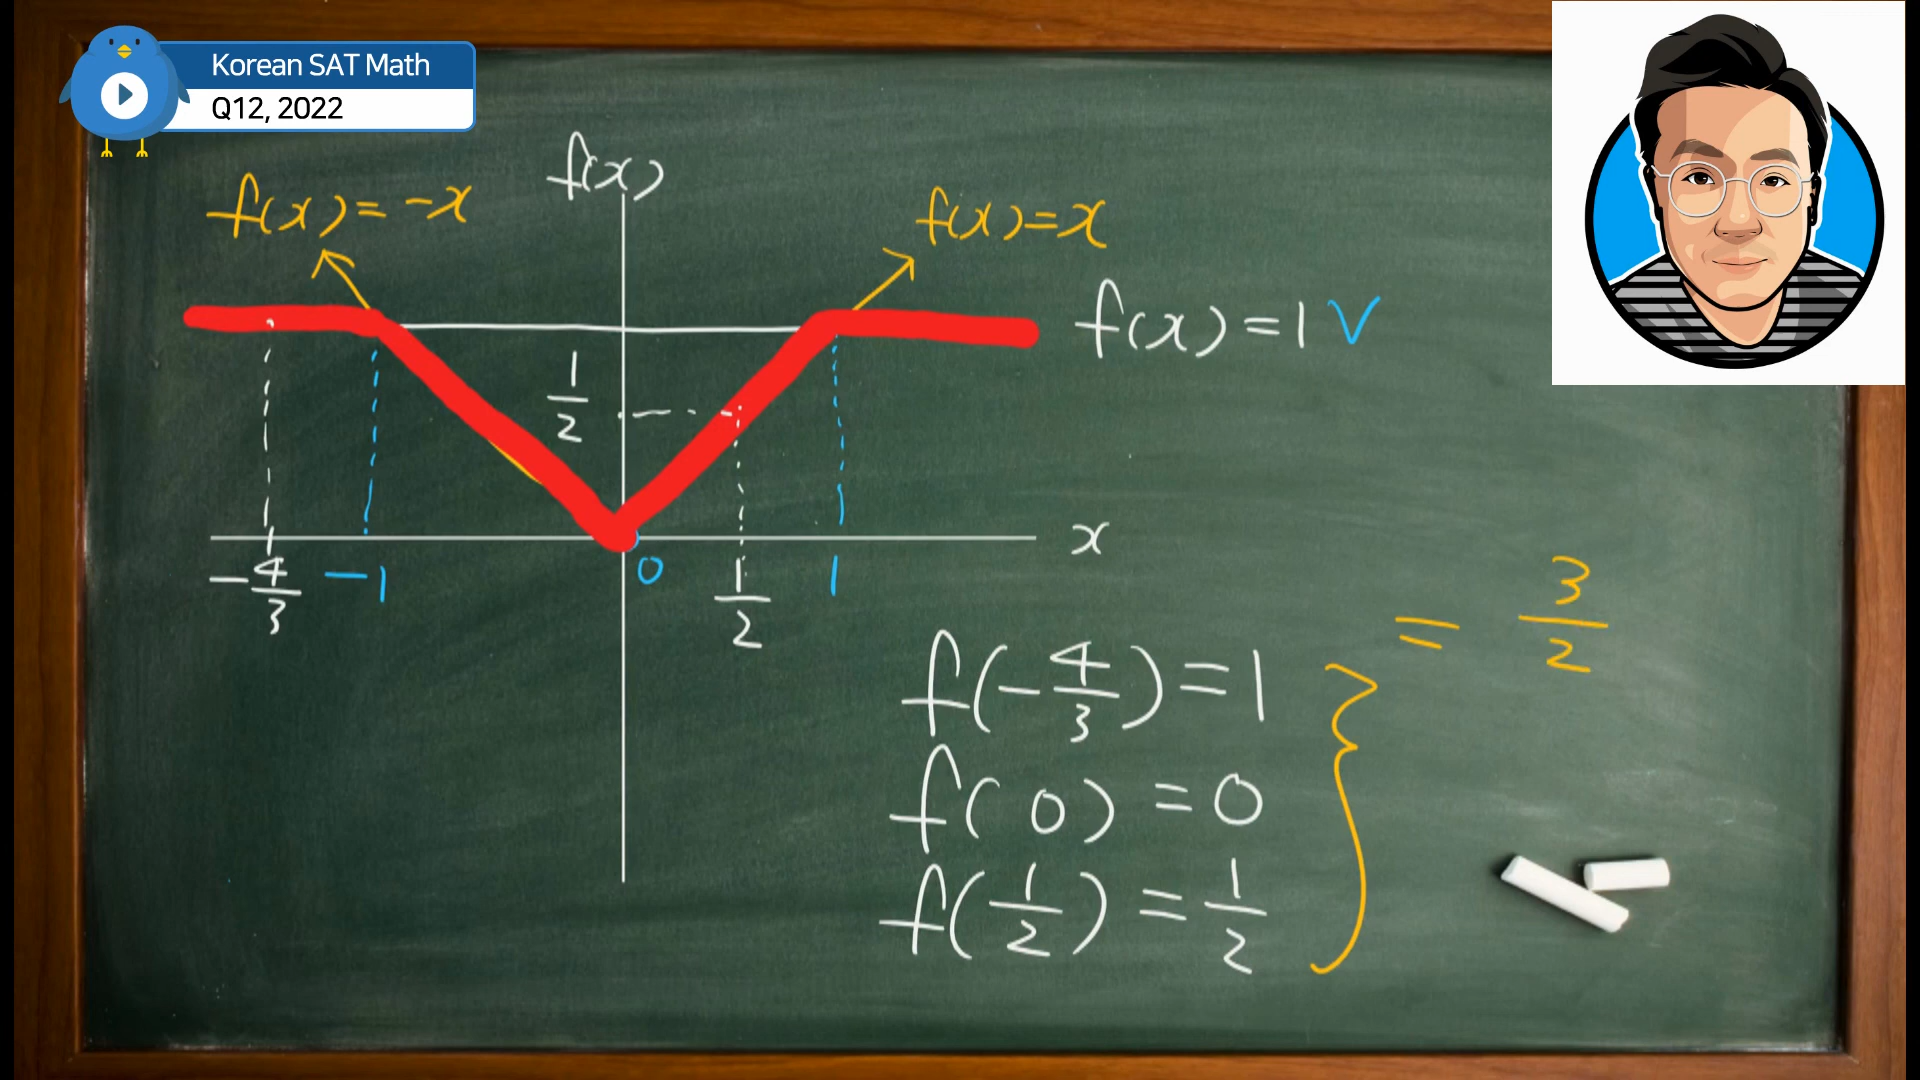 Korean SAT Math
Q12, 2022
f(x)
f(x) = -x
f(x) = x
f(x) = 1 V
1/2
x
-4/3
-1
0
1/2
1
f(-4/3) = 1
f(0) = 0
f(1/2) = 1/2
= 3/2